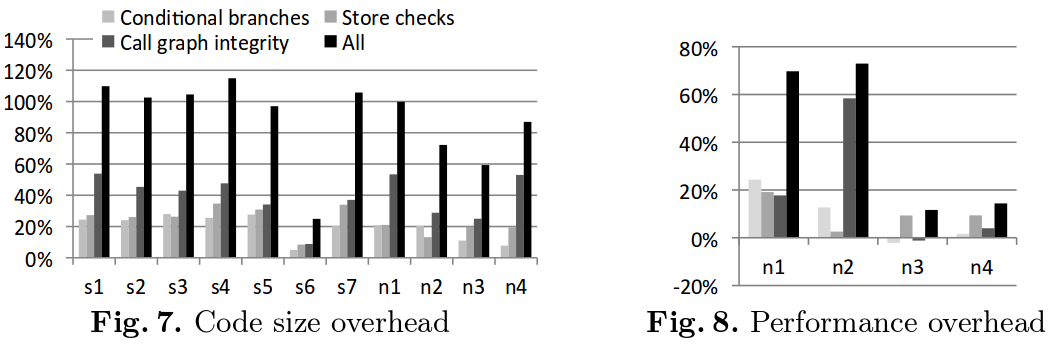 Conditional branches
Store checks
Call graph integrity
All
140%
120%
100%
80%
60%
40%
20%
0%
s1 s2 s3 s4 s5 s6 s7 n1 n2 n3 n4
Fig. 7. Code size overhead
80%
60%
40%
20%
0%
-20%
n1 n2 n3 n4
Fig. 8. Performance overhead